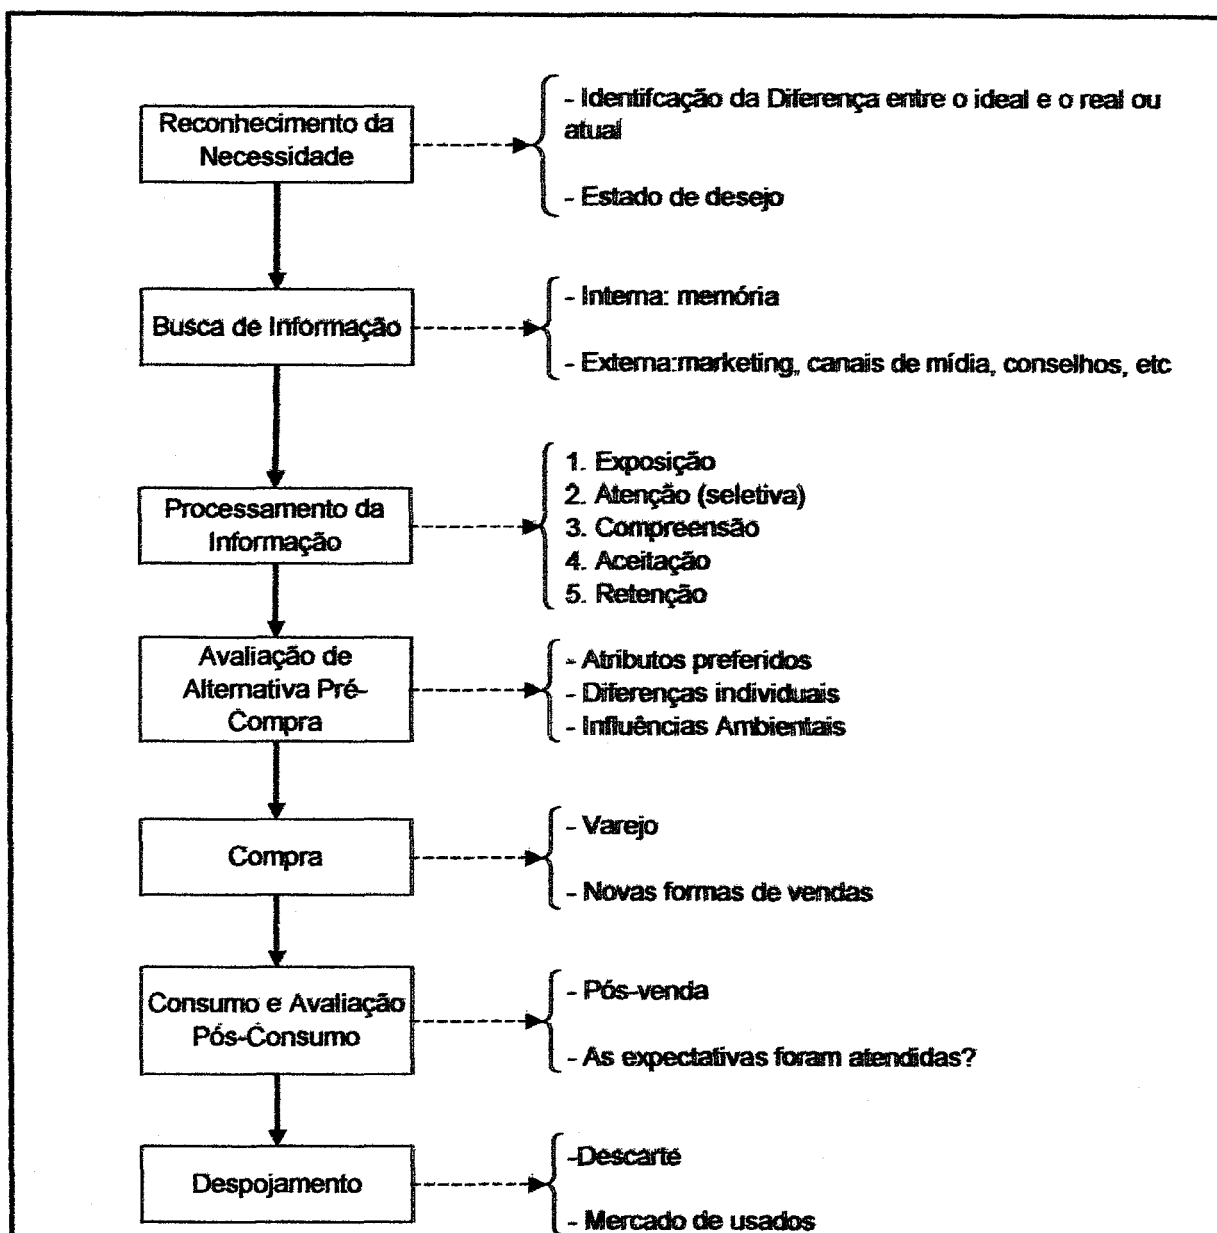 Reconhecimento da
Necessidade
- Identifcação da Diferença entre o ideal e o real ou
atual
- Estado de desejo
Busca de Informação
- Interna: memória
- Externa:marketing, canais de mídia, conselhos, etc
Processamento da
Informação
1. Exposição
2. Atenção (seletiva)
3. Compreensão
4. Aceitação
5. Retenção
Avaliação de
Alternativa Pré-
Compra
- Atributos preferidos
- Diferenças individuais
- Influências Ambientais
Compra
- Varejo
- Novas formas de vendas
Consumo e Avaliação
Pós-Consumo
- Pós-venda
- As expectativas foram atendidas?
Despojamento
-Descarte
- Mercado de usados